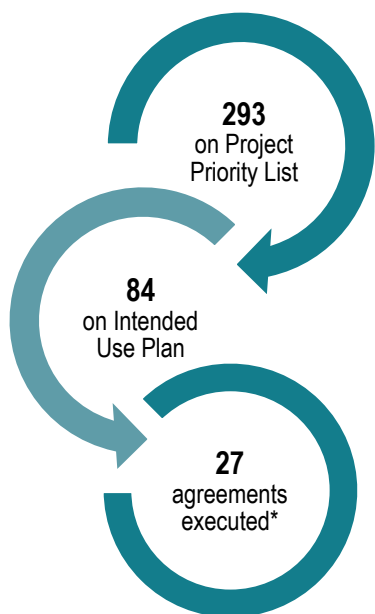 293
on Project
Priority List
84
on Intended
Use Plan
27
agreements
executed*